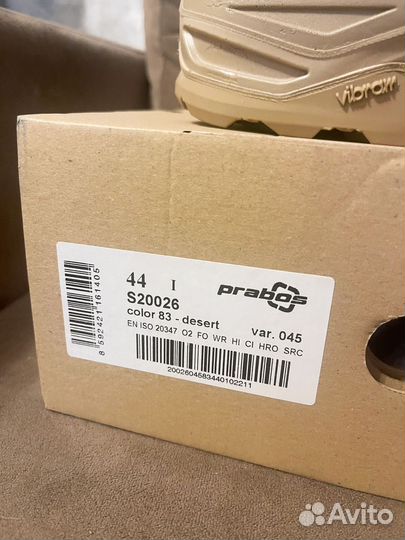 vibram
44 I
prabos
S20026
color 83 - desert
var. 045
EN ISO 20347 O2 FO WR HI CI HRO SRC
8 592421 161405
2002604583440102211
Avito